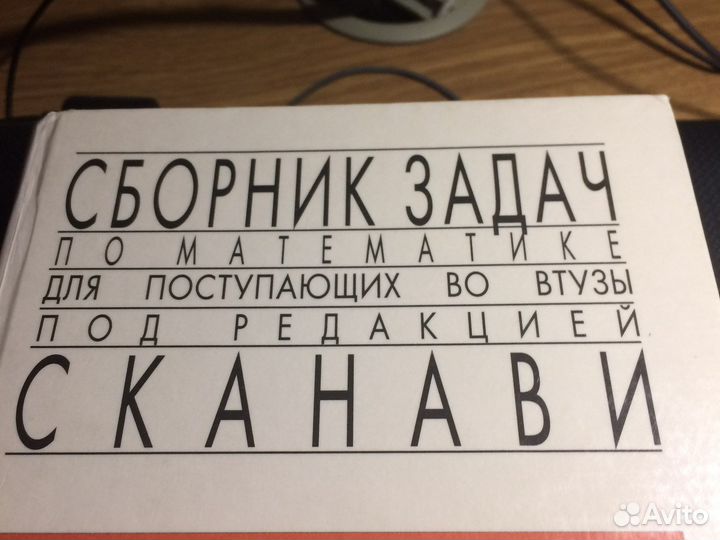 СБОРНИК ЗАДАЧ
ПО МАТЕМАТИКЕ
ДЛЯ ПОСТУПАЮЩИХ ВО ВТУЗЫ
ПОД РЕДАКЦИЕЙ
СКАНАВИ
Avito